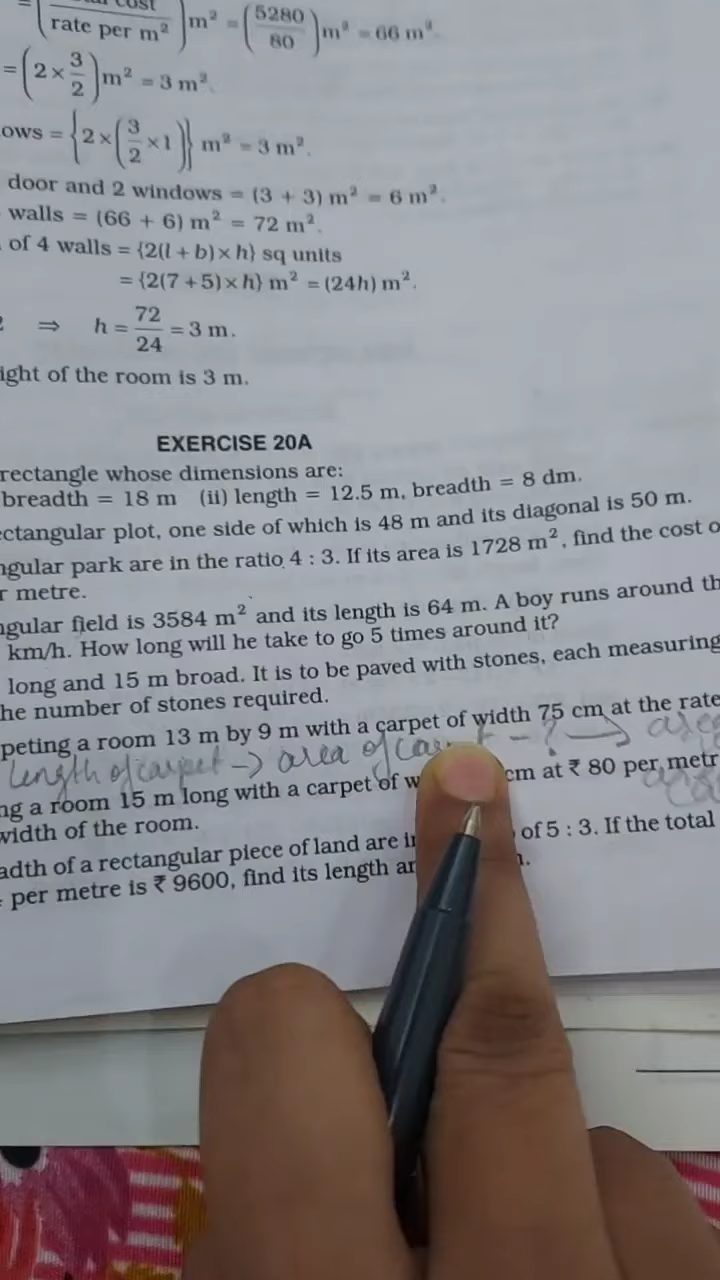 = ( cost / rate per m² ) m² = ( 5280 / 80 ) m² = 66 m².
= ( 2 × 3/2 ) m² = 3 m².
ows = { 2 × ( 3/2 × 1 ) } m² = 3 m².
door and 2 windows = (3 + 3) m² = 6 m².
walls = (66 + 6) m² = 72 m².
of 4 walls = {2(l + b) × h} sq units
= {2(7 + 5) × h} m² = (24h) m².
⇒ h = 72/24 = 3 m.
ight of the room is 3 m.
EXERCISE 20A
rectangle whose dimensions are:
breadth = 18 m (ii) length = 12.5 m, breadth = 8 dm.
ctangular plot, one side of which is 48 m and its diagonal is 50 m.
ngular park are in the ratio 4 : 3. If its area is 1728 m², find the cost o
r metre.
ngular field is 3584 m² and its length is 64 m. A boy runs around th
km/h. How long will he take to go 5 times around it?
long and 15 m broad. It is to be paved with stones, each measuring
he number of stones required.
peting a room 13 m by 9 m with a carpet of width 75 cm at the rate
length of carpet → area of - ? →
ng a room 15 m long with a carpet of w cm at ₹ 80 per metr
width of the room.
adth of a rectangular piece of land are in of 5 : 3. If the total
per metre is ₹ 9600, find its length an